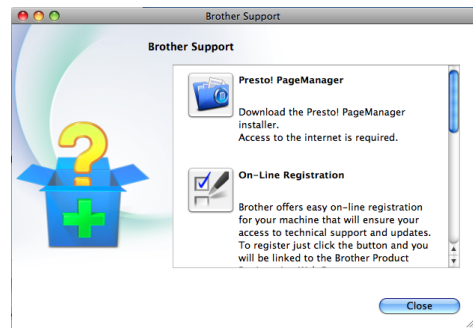 Brother Support
Brother Support
Presto! PageManager
Download the Presto! PageManager
installer.
Access to the internet is required.
On-Line Registration
Brother offers easy on-line registration
for your machine that will ensure your
access to technical support and updates.
To register just click the button and you
will be linked to the Brother Product
Close